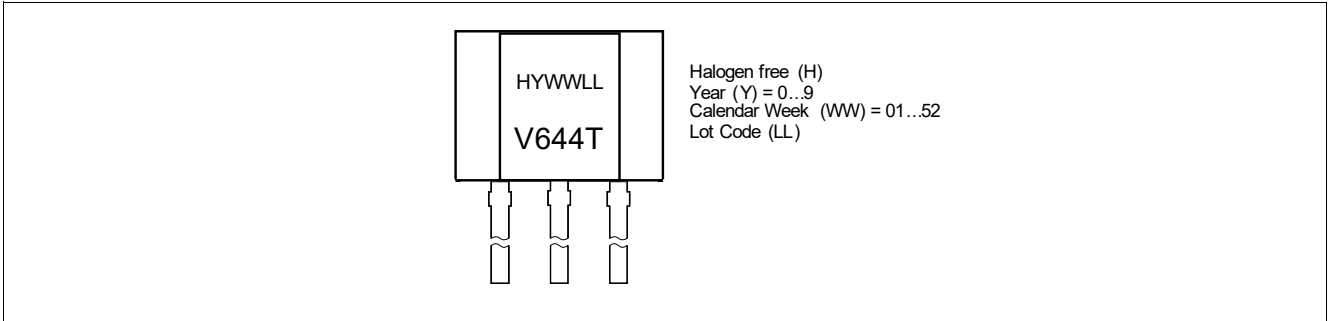 HYWWLL
V644T
Halogen free (H)
Year (Y) = 0...9
Calendar Week (WW) = 01...52
Lot Code (LL)